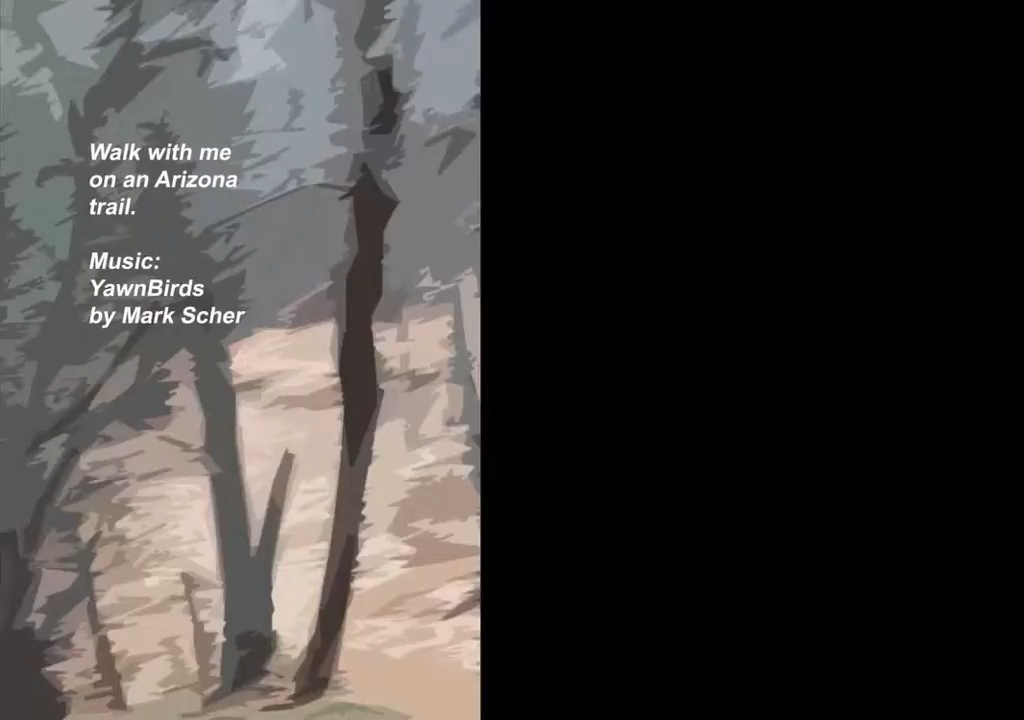 Walk with me
on an Arizona
trail.
Music:
YawnBirds
by Mark Scher